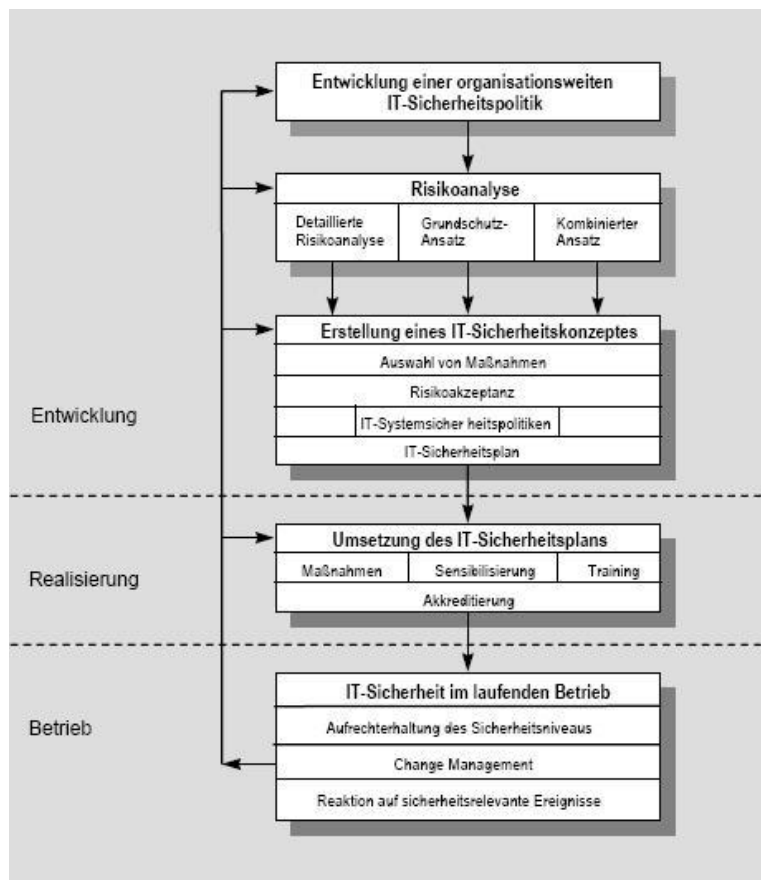 Entwicklung einer organisationsweiten
IT-Sicherheitspolitik
Risikoanalyse
Detaillierte
Risikoanalyse
Grundschutz-
Ansatz
Kombinierter
Ansatz
Erstellung eines IT-Sicherheitskonzeptes
Auswahl von Maßnahmen
Risikoakzeptanz
IT-Systemsicher heitspolitiken
IT-Sicherheitsplan
Entwicklung
Umsetzung des IT-Sicherheitsplans
Maßnahmen
Sensibilisierung
Training
Akkreditierung
Realisierung
IT-Sicherheit im laufenden Betrieb
Aufrechterhaltung des Sicherheitsniveaus
Change Management
Reaktion auf sicherheitsrelevante Ereignisse
Betrieb